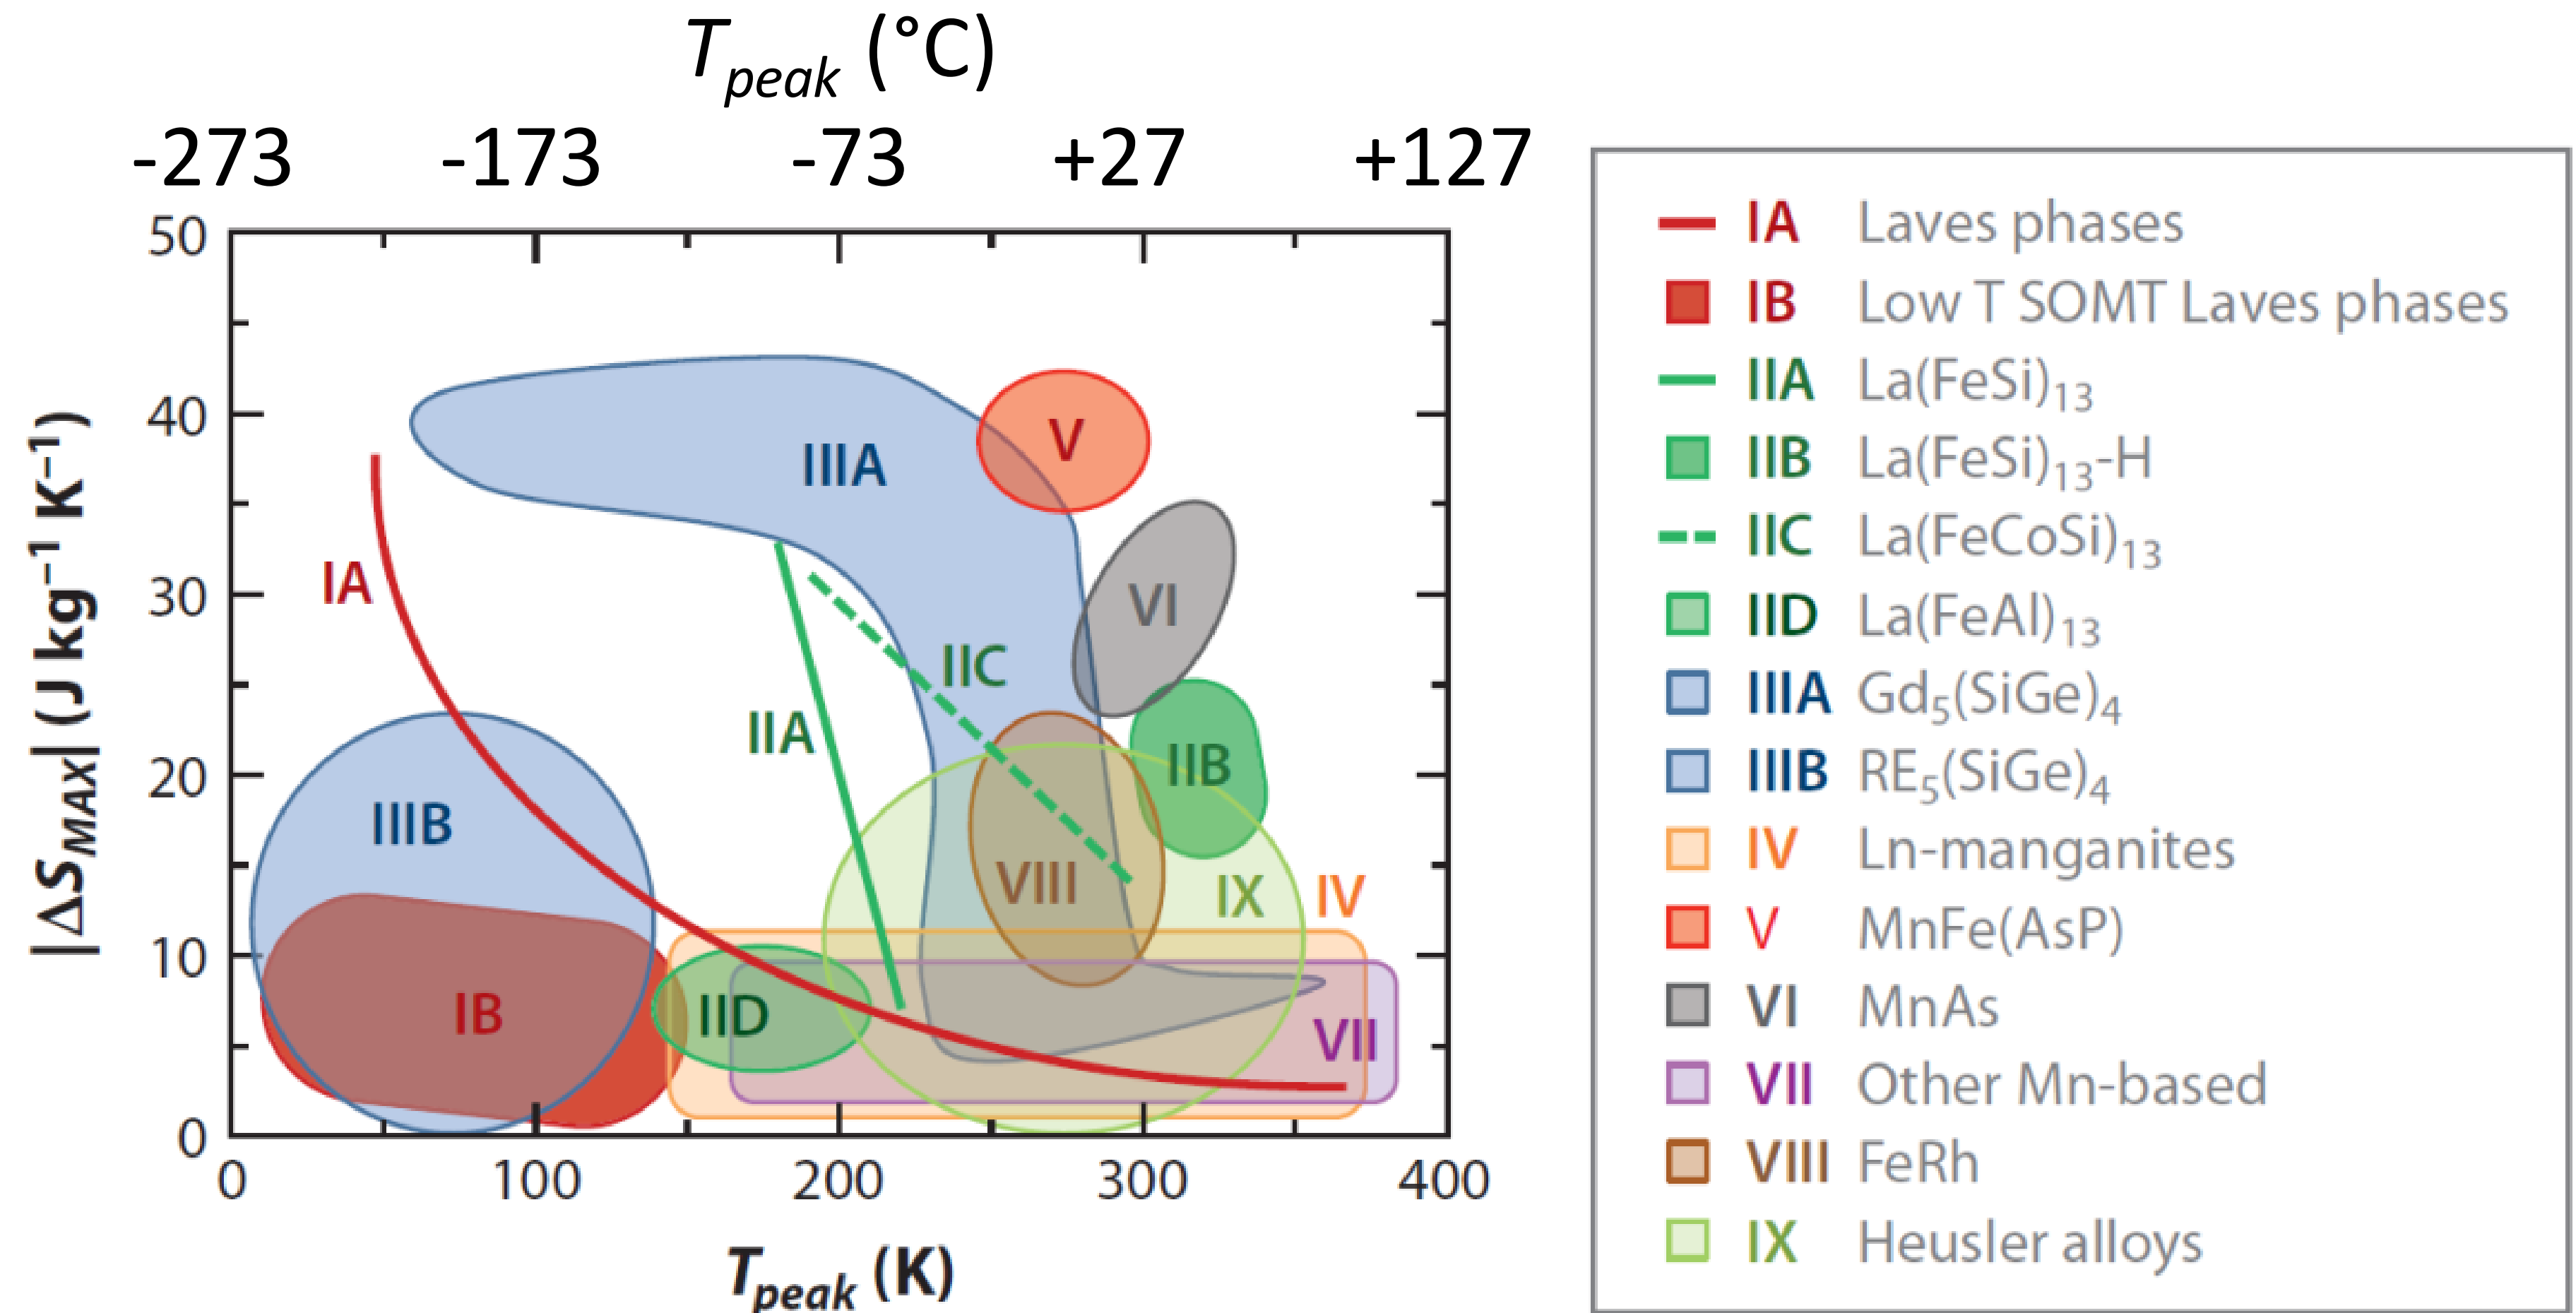 T_peak (°C)
-273 -173 -73 +27 +127
50
40
30
20
10
0
|ΔS_MAX| (J kg⁻¹ K⁻¹)
IIIA
V
IA
VI
IIC
IIA
IIB
IIIB
VIII
IX
IV
IB
IID
VII
0 100 200 300 400
T_peak (K)
IA Laves phases
IB Low T SOMT Laves phases
IIA La(FeSi)₁₃
IIB La(FeSi)₁₃-H
IIC La(FeCoSi)₁₃
IID La(FeAl)₁₃
IIIA Gd₅(SiGe)₄
IIIB RE₅(SiGe)₄
IV Ln-manganites
V MnFe(AsP)
VI MnAs
VII Other Mn-based
VIII FeRh
IX Heusler alloys